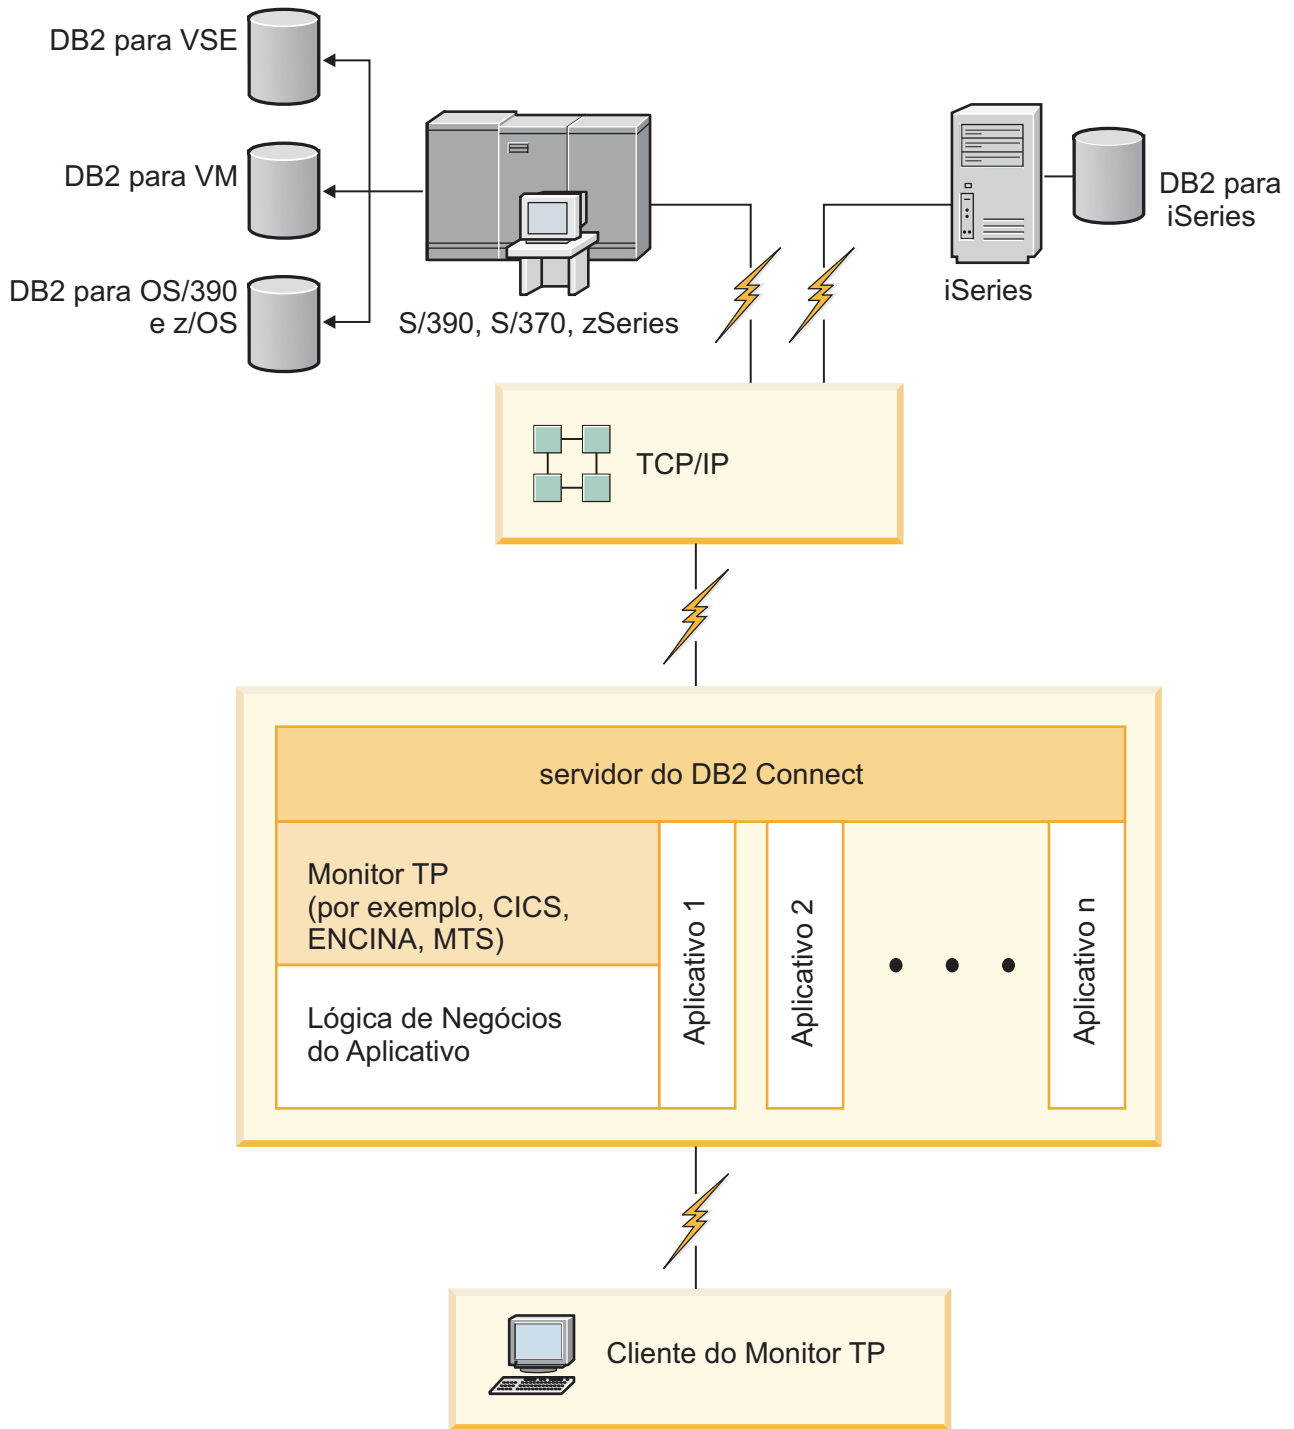 DB2 para VSE
DB2 para VM
DB2 para OS/390
e z/OS
S/390, S/370, zSeries
DB2 para
iSeries
iSeries
TCP/IP
servidor do DB2 Connect
Monitor TP
(por exemplo, CICS,
ENCINA, MTS)
Lógica de Negócios
do Aplicativo
Aplicativo 1
Aplicativo 2
Aplicativo n
Cliente do Monitor TP